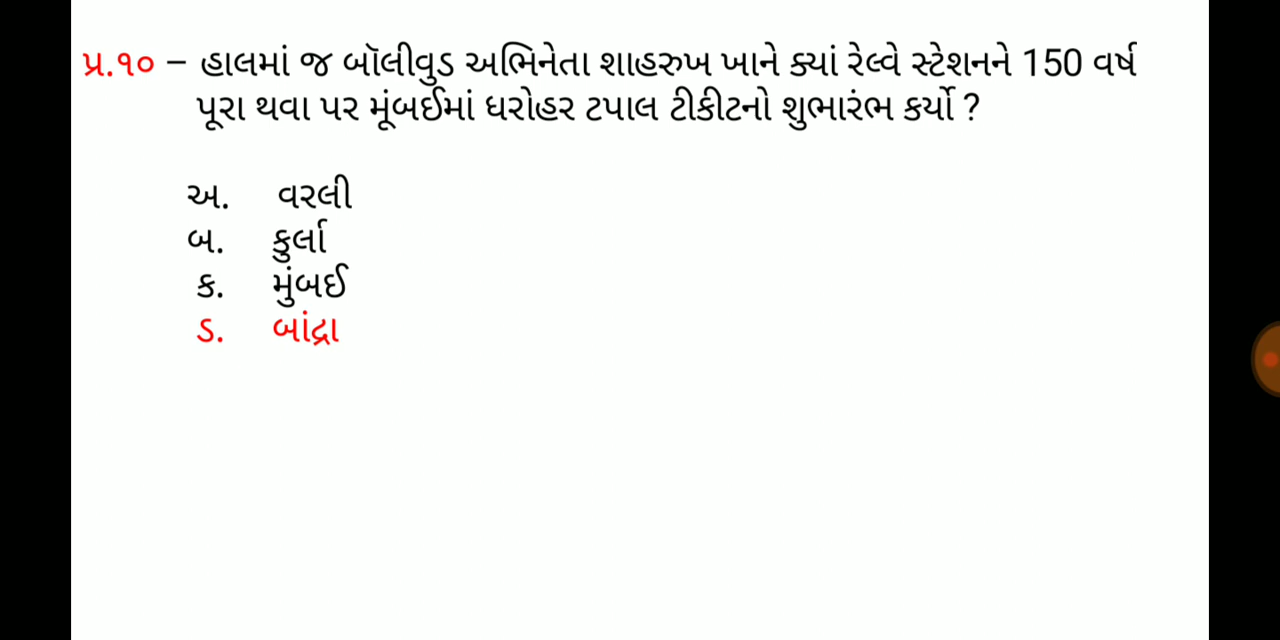 પ્ર.૧૦ – હાલમાં જ બૉલીવુડ અભિનેતા શાહરુખ ખાને ક્યાં રેલ્વે સ્ટેશનને 150 વર્ષ
પૂરા થવા પર મૂંબઈમાં ધરોહર ટપાલ ટીકીટનો શુભારંભ કર્યો ?
અ. વરલી
બ. કુર્લા
ક. મુંબઈ
ડ. બાંદ્રા